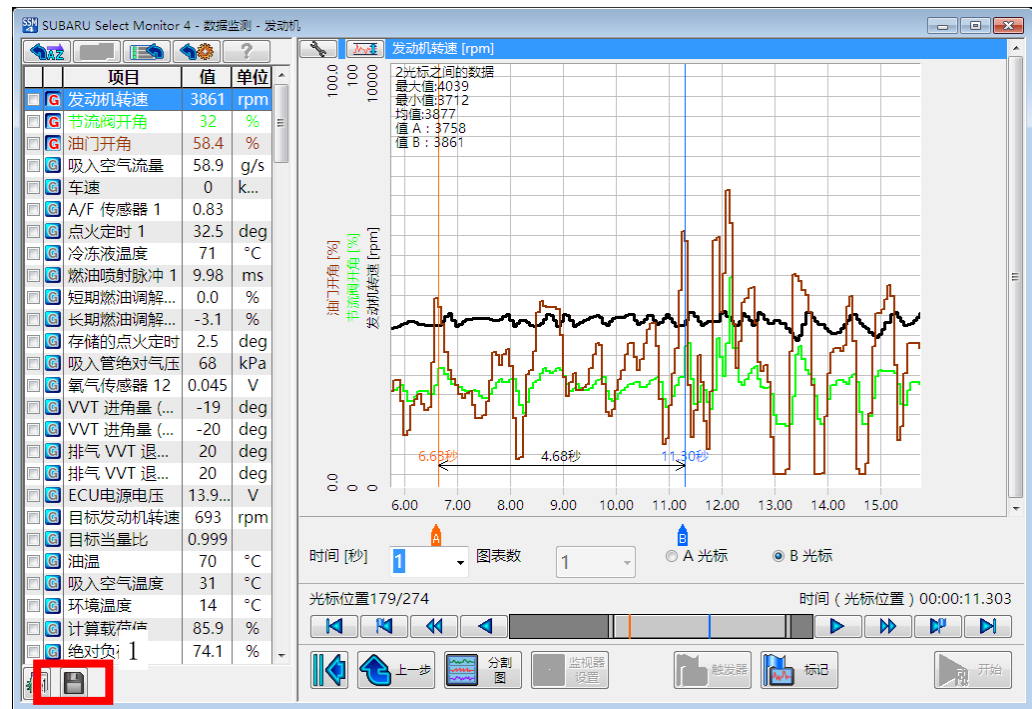 SUBARU Select Monitor 4 - 数据监测 - 发动机
AZ
?
项目 值 单位
G 发动机转速 3861 rpm
G 节流阀开角 32 %
G 油门开角 58.4 %
G 吸入空气流量 58.9 g/s
G 车速 0 k...
G A/F 传感器 1 0.83
G 点火定时 1 32.5 deg
G 冷冻液温度 71 °C
G 燃油喷射脉冲 1 9.98 ms
G 短期燃油调解... 0.0 %
G 长期燃油调解... -3.1 %
G 存储的点火定时 2.5 deg
G 吸入管绝对气压 68 kPa
G 氧气传感器 12 0.045 V
G VVT 进角量 (... -19 deg
G VVT 进角量 (... -20 deg
G 排气 VVT 退... 20 deg
G 排气 VVT 退... 20 deg
G ECU电源电压 13.9... V
G 目标发动机转速 693 rpm
G 目标当量比 0.999
G 油温 70 °C
G 吸入空气温度 31 °C
G 环境温度 14 °C
G 计算载荷值 85.9 %
G 绝对负 1 74.1 %
发动机转速 [rpm]
100.0
100
10000
2光标之间的数据
最大值:4039
最小值:3712
均值:3877
值 A : 3758
值 B : 3861
油门开角 [%]
节流阀开角 [%]
发动机转速 [rpm]
0.0
0
0
6.63秒 4.68秒 11.30秒
6.00 7.00 8.00 9.00 10.00 11.00 12.00 13.00 14.00 15.00
A B
时间 [秒] 1 图表数 1 A 光标 B 光标
光标位置179/274 时间 ( 光标位置 ) 00:00:11.303
上一步 分割图 监视器设置 触发器 标记 开始